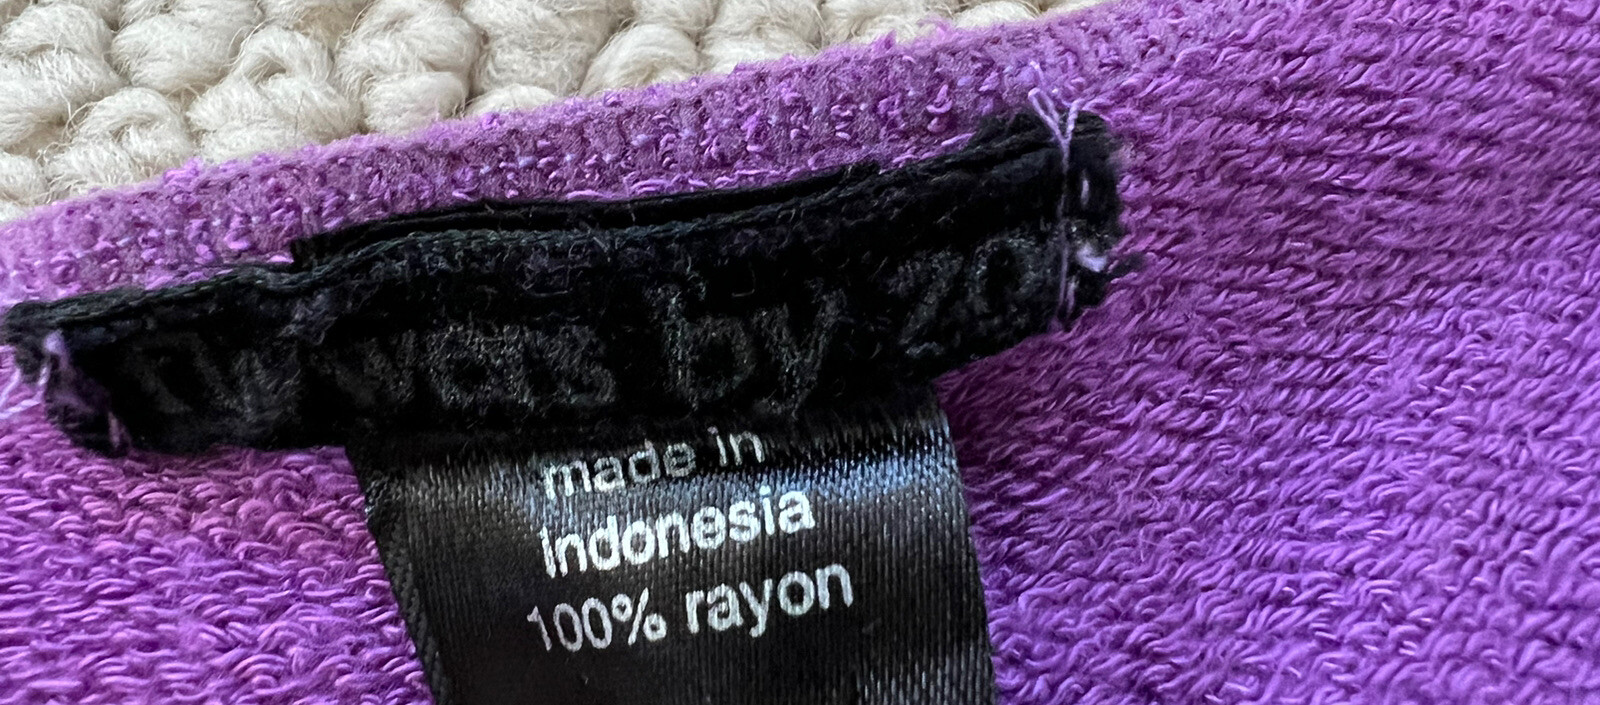 by
made in
indonesia
100% rayon